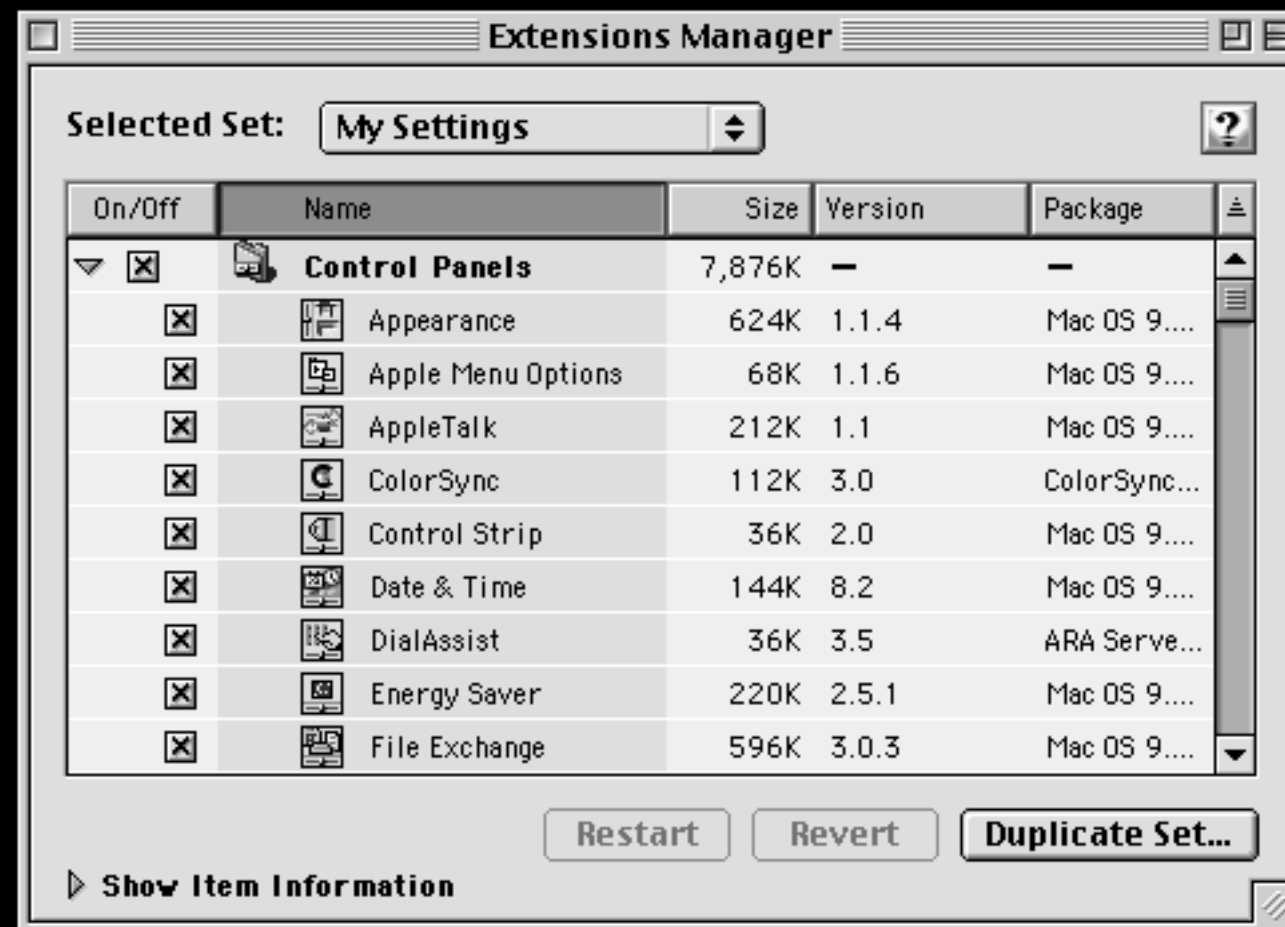 Extensions Manager
Selected Set: My Settings ?
On/Off Name Size Version Package
Control Panels 7,876K — —
Appearance 624K 1.1.4 Mac OS 9....
Apple Menu Options 68K 1.1.6 Mac OS 9....
AppleTalk 212K 1.1 Mac OS 9....
ColorSync 112K 3.0 ColorSync...
Control Strip 36K 2.0 Mac OS 9....
Date & Time 144K 8.2 Mac OS 9....
DialAssist 36K 3.5 ARA Serve...
Energy Saver 220K 2.5.1 Mac OS 9....
File Exchange 596K 3.0.3 Mac OS 9....
Restart Revert Duplicate Set...
Show Item Information